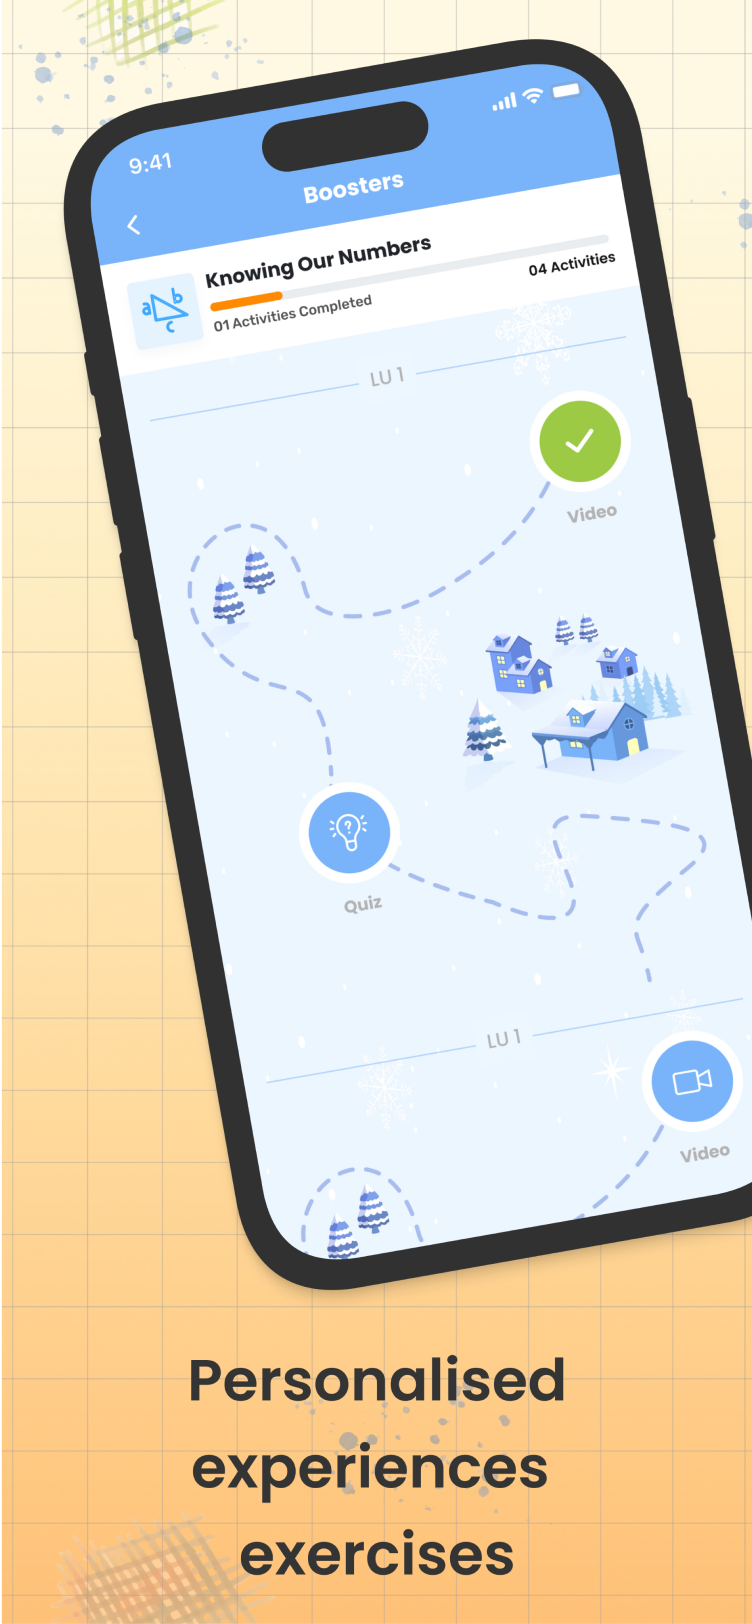 9:41
Boosters
Knowing Our Numbers
04 Activities
01 Activities Completed
a b c
LU 1
Video
Quiz
LU 1
Video
Personalised
experiences
exercises